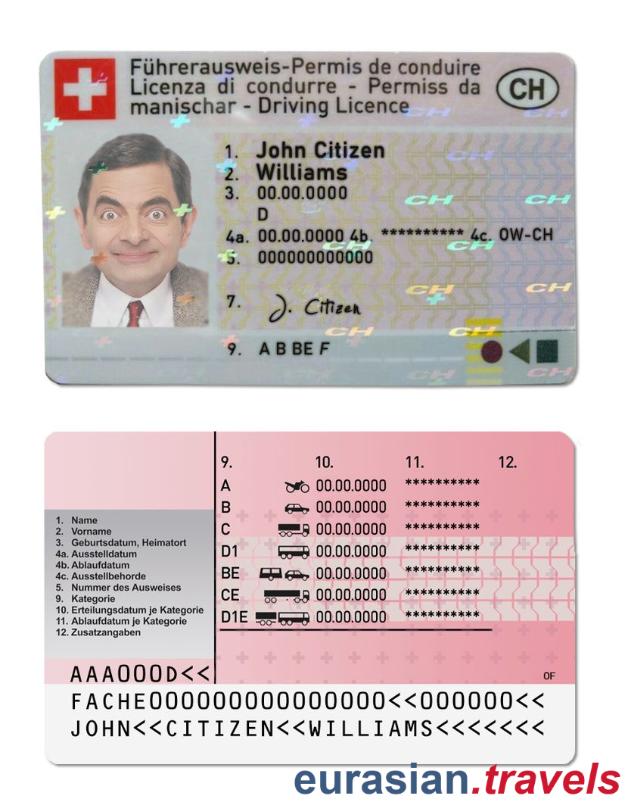 Führerausweis-Permis de conduire
Licenza di condurre - Permiss da
manischar - Driving Licence
CH
1. John Citizen
2. Williams
3. 00.00.0000
D
4a. 00.00.0000 4b. ********** 4c. OW-CH
5. 000000000000
7. J. Citizen
9. A B BE F
CH
CH
CH
CH
CH
CH
CH
CH
CH
CH
9. 10. 11. 12.
A 00.00.0000 **********
B 00.00.0000 **********
C 00.00.0000 **********
D1 00.00.0000 **********
BE 00.00.0000 **********
CE 00.00.0000 **********
D1E 00.00.0000 **********
1. Name
2. Vorname
3. Geburtsdatum, Heimatort
4a. Ausstelldatum
4b. Ablaufdatum
4c. Ausstellbehorde
5. Nummer des Ausweises
9. Kategorie
10. Erteilungsdatum je Kategorie
11. Ablaufdatum je Kategorie
12. Zusatzangaben
OF
AAA000D<<
FACHE000000000000000<<000000<<
JOHN<<CITIZEN<<WILLIAMS<<<<<<<
eurasian.travels